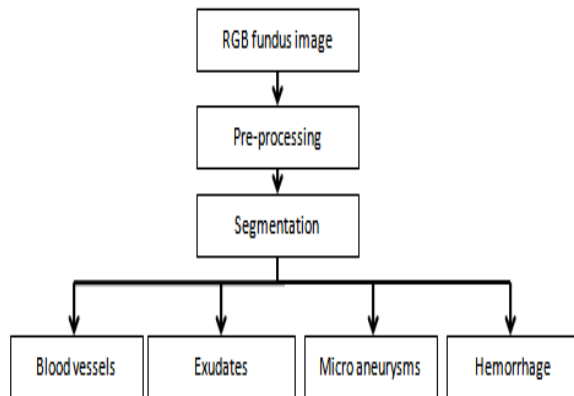 RGB fundus image
Pre-processing
Segmentation
Blood vessels
Exudates
Micro aneurysms
Hemorrhage